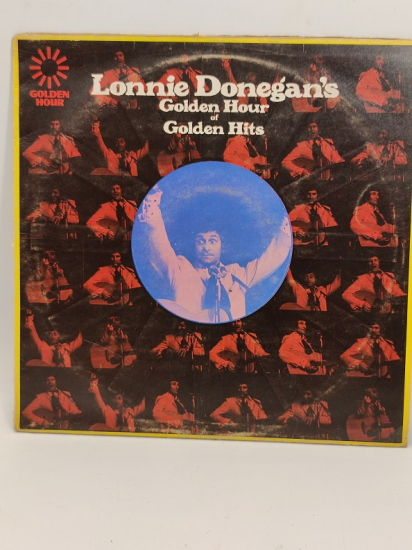 GOLDEN
HOUR
Lonnie Donegan's
Golden Hour
of
Golden Hits